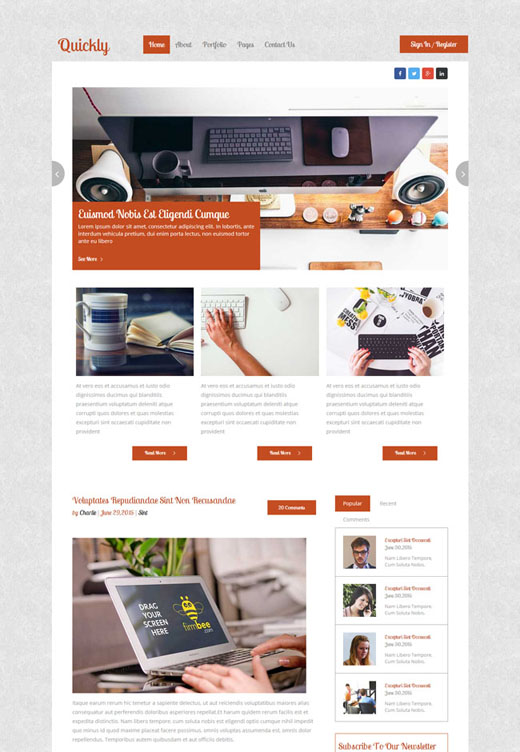 Quickly
Home About Portfolio Pages Contact Us
Sign In / Register
Euismod Nobis Est Eligendi Cumque
Lorem ipsum dolor sit amet, consectetur adipiscing elit. In lobortis, ante
interdum vehicula pretium, dui enim porta lectus, non euismod tortor
ante eu libero
See More
At vero eos et accusamus et iusto odio
dignissimos ducimus qui blanditiis
praesentium voluptatum deleniti atque
corrupti quos dolores et quas molestias
excepturi sint occaecati cupiditate non
provident
Read More
At vero eos et accusamus et iusto odio
dignissimos ducimus qui blanditiis
praesentium voluptatum deleniti atque
corrupti quos dolores et quas molestias
excepturi sint occaecati cupiditate non
provident
Read More
At vero eos et accusamus et iusto odio
dignissimos ducimus qui blanditiis
praesentium voluptatum deleniti atque
corrupti quos dolores et quas molestias
excepturi sint occaecati cupiditate non
provident
Read More
Voluptates Repudiandae Sint Non Recusandae
by Charlie | June 29,2015 | Sint
20 Comments
DRAG
YOUR
SCREEN
HERE
firmbee
.com
Itaque earum rerum hic tenetur a sapiente delectus, ut aut reiciendis voluptatibus maiores alias
consequatur aut perferendis doloribus asperiores repellat.Et harum quidem rerum facilis est et
expedita distinctio. Nam libero tempore, cum soluta nobis est eligendi optio cumque nihil impedit
quo minus id quod maxime placeat facere possimus, omnis voluptas assumenda est, omnis dolor
repellendus. Temporibus autem quibusdam et aut officiis debitis.
Popular Recent
Comments
Excepturi Sint Occaecati
June 30,2015
Nam Libero Tempore,
Cum Soluta Nobis.
Excepturi Sint Occaecati
June 30,2015
Nam Libero Tempore,
Cum Soluta Nobis.
Excepturi Sint Occaecati
June 30,2015
Nam Libero Tempore,
Cum Soluta Nobis.
Excepturi Sint Occaecati
June 30,2015
Nam Libero Tempore,
Cum Soluta Nobis.
Subscribe To Our Newsletter